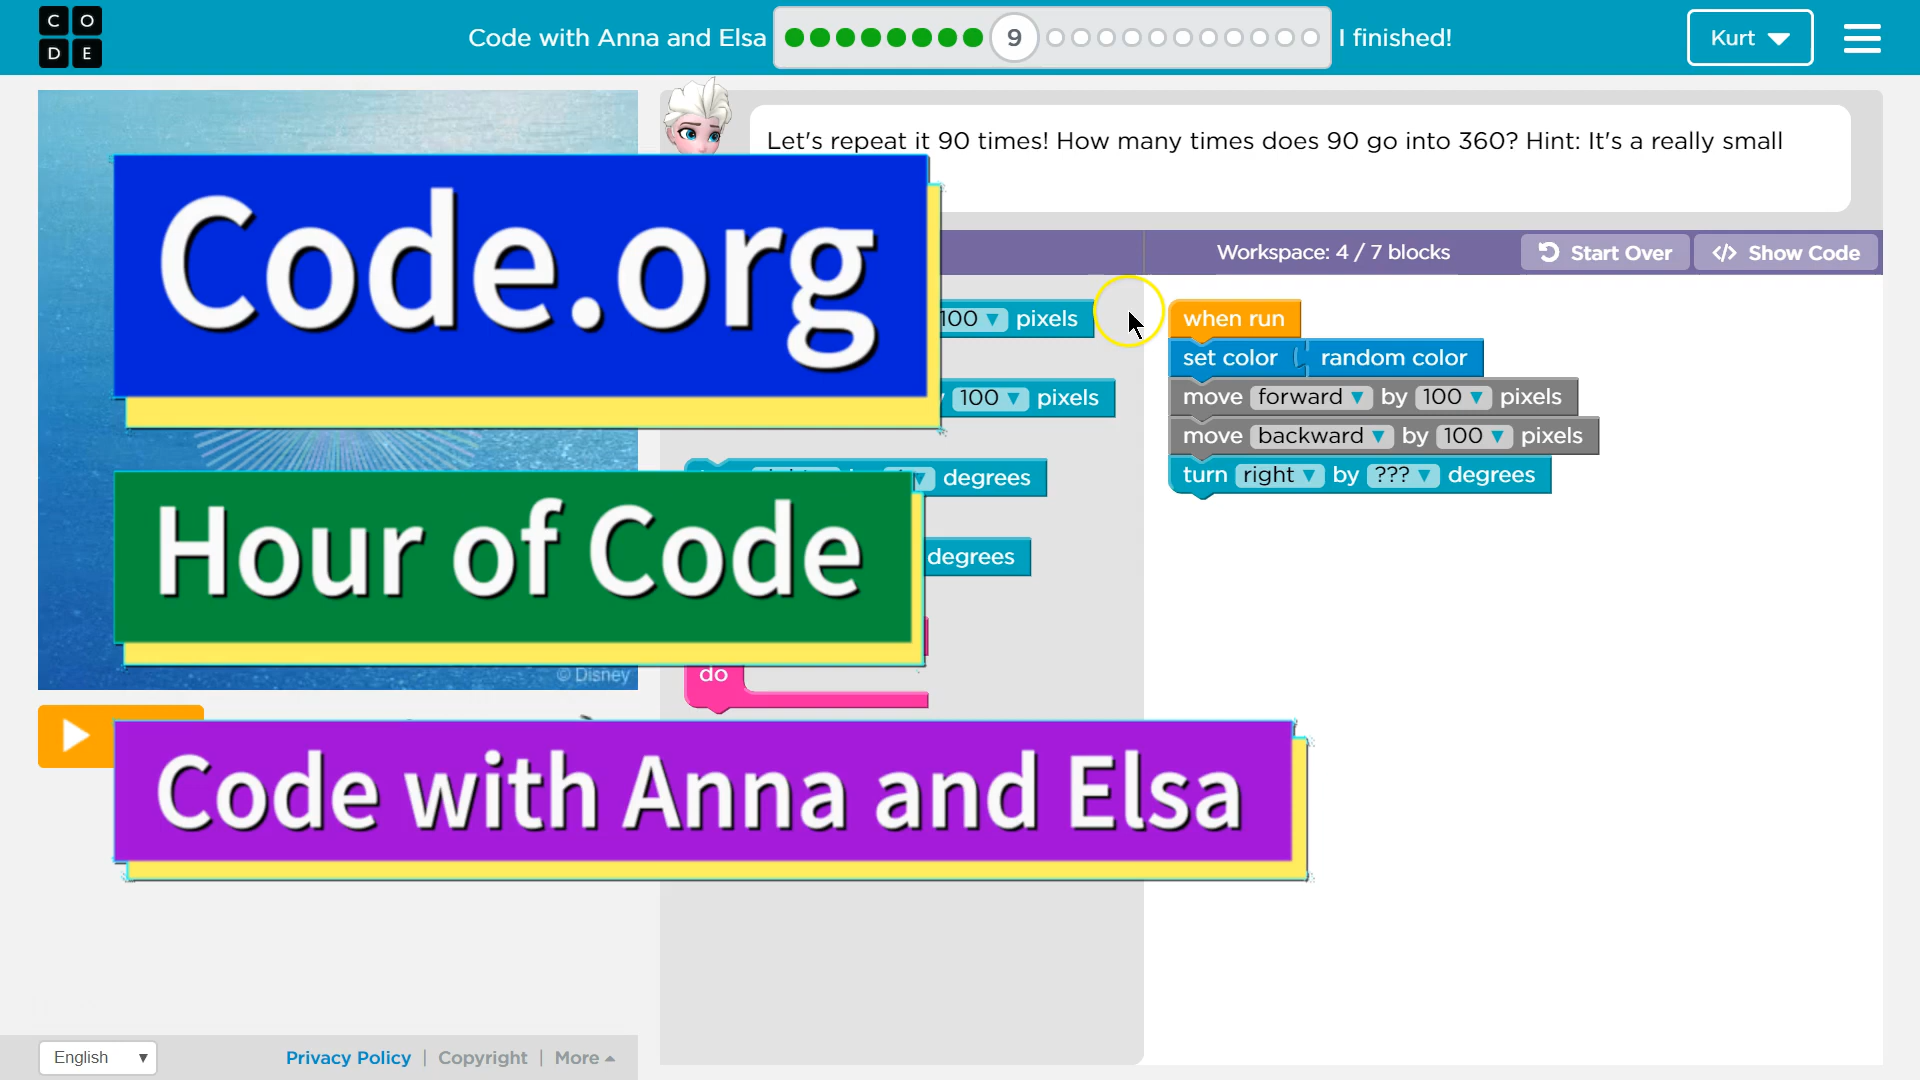 CODE
Code with Anna and Elsa
9
I finished!
Kurt
Let's repeat it 90 times! How many times does 90 go into 360? Hint: It's a really small
Workspace: 4 / 7 blocks
Start Over
</> Show Code
Code.org
100 pixels
100 pixels
degrees
degrees
do
Hour of Code
Code with Anna and Elsa
when run
set color random color
move forward by 100 pixels
move backward by 100 pixels
turn right by ??? degrees
© Disney
English
Privacy Policy | Copyright | More